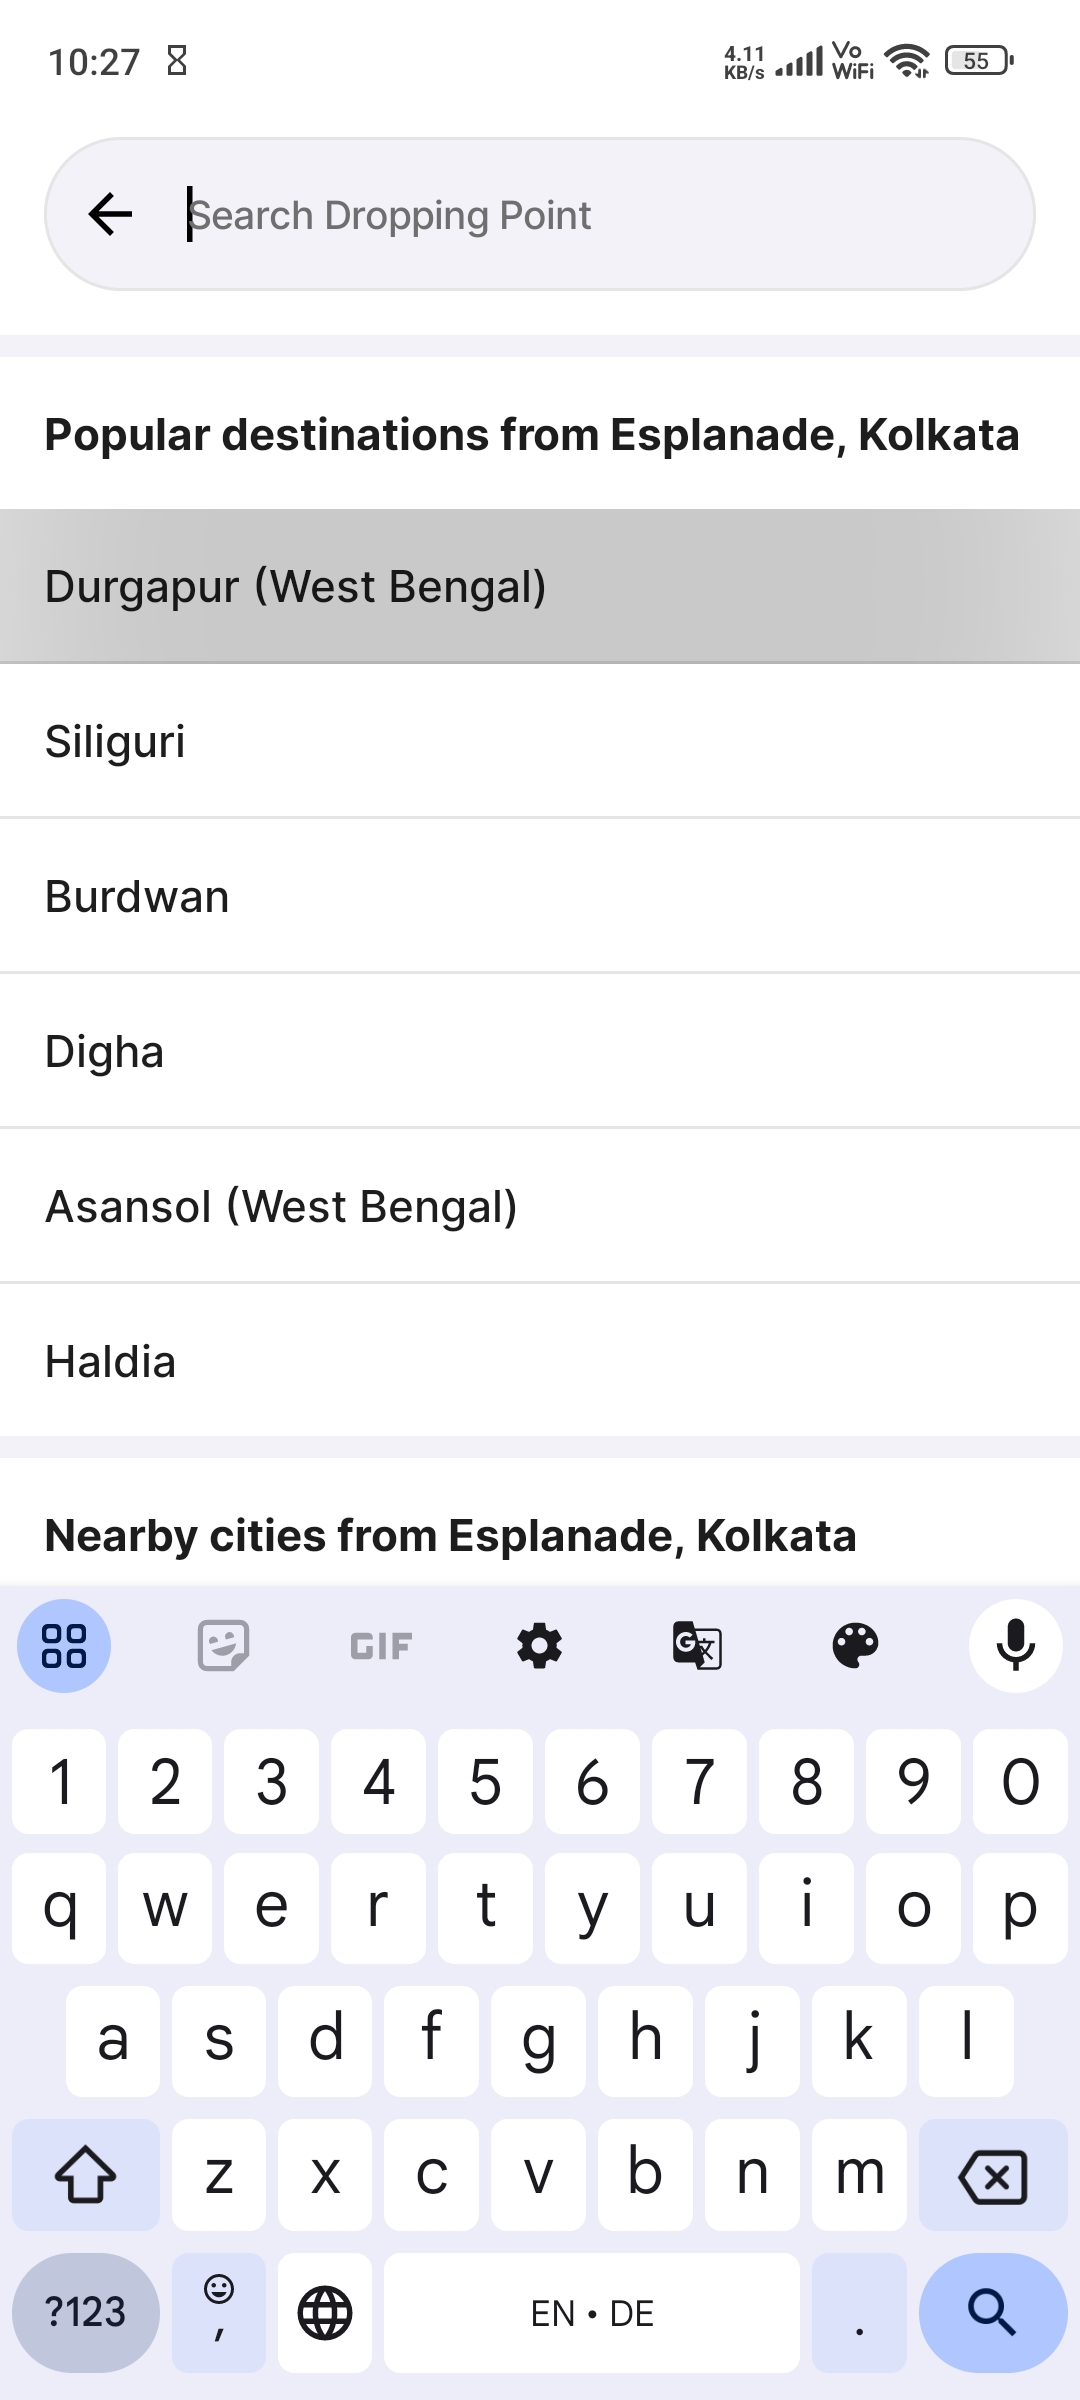 10:27
4.11 KB/s
Vo WiFi
55
Search Dropping Point
Popular destinations from Esplanade, Kolkata
Durgapur (West Bengal)
Siliguri
Burdwan
Digha
Asansol (West Bengal)
Haldia
Nearby cities from Esplanade, Kolkata
GIF
G 文
1 2 3 4 5 6 7 8 9 0
q w e r t y u i o p
a s d f g h j k l
z x c v b n m
?123 , EN • DE .